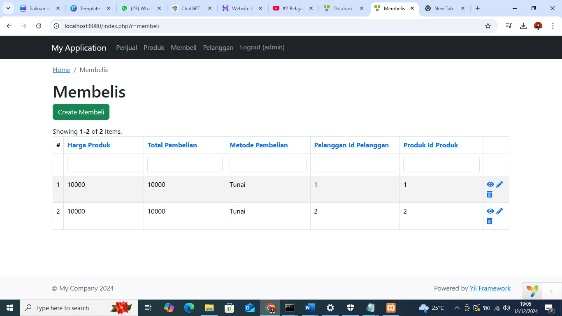 ChatGPT
Membelis
New Tab
localhost:8080/index.php?r=membeli
My Application Penjual Produk Membeli Pelanggan Logout (admin)
Home / Membelis
Membelis
Create Membeli
Showing 1-2 of 2 items.
# Harga Produk Total Pembelian Metode Pembelian Pelanggan Id Pelanggan Produk Id Produk
1 10000 10000 Tunai 1 1
2 10000 10000 Tunai 2 2
© My Company 2024 Powered by Yii Framework
Type here to search 25°C 19:05